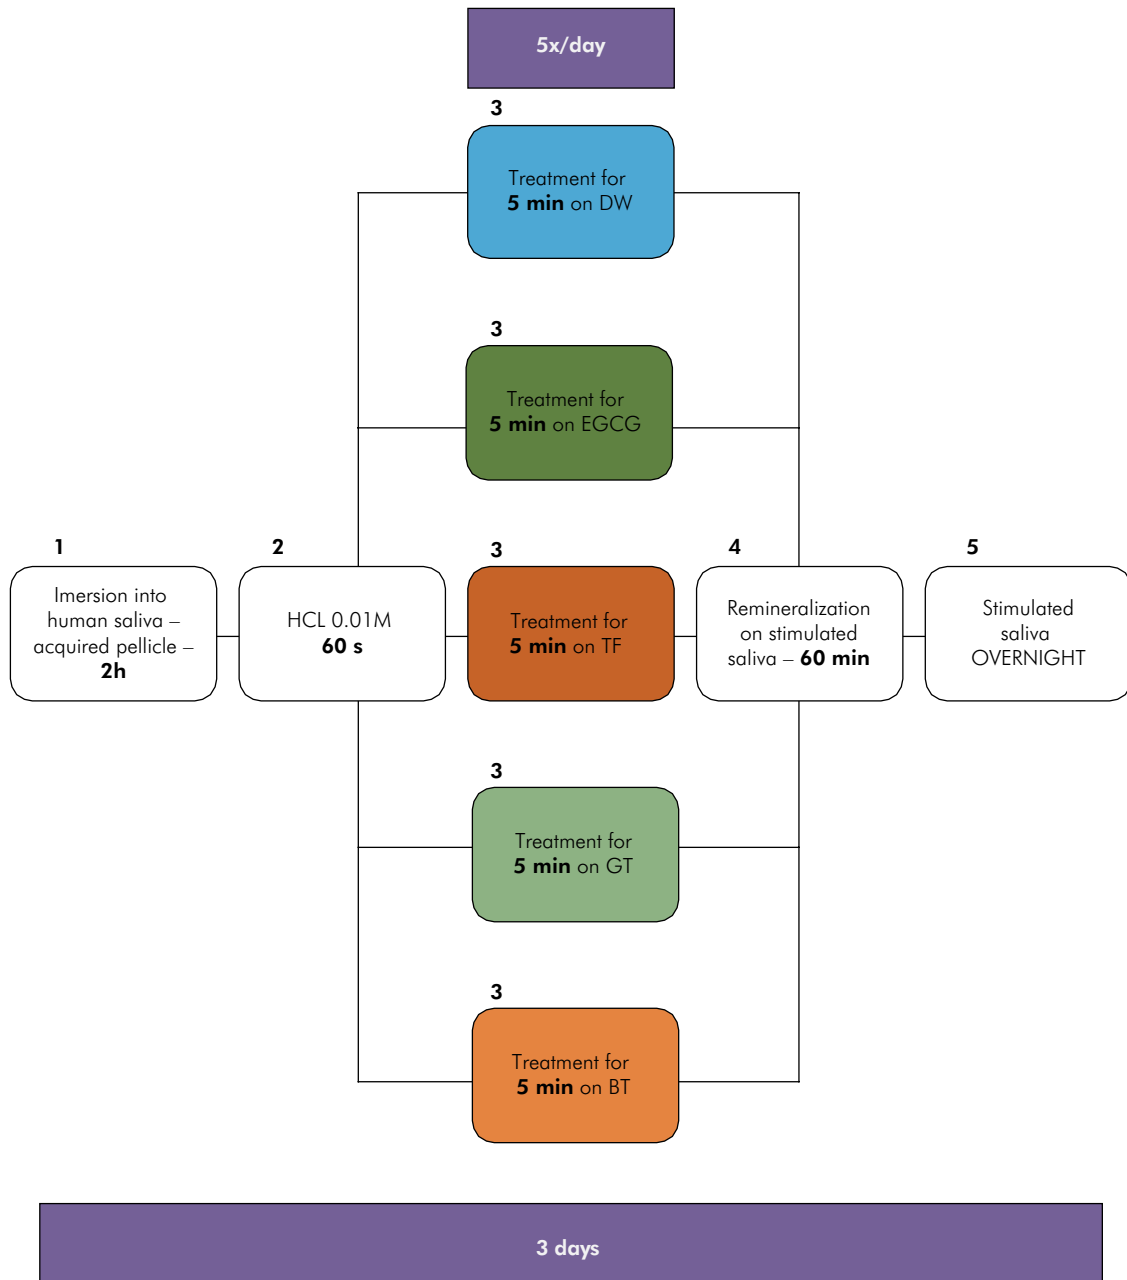 5x/day
3
Treatment for
5 min on DW
3
Treatment for
5 min on EGCG
1
Imersion into
human saliva –
acquired pellicle –
2h
2
HCL 0.01M
60 s
3
Treatment for
5 min on TF
4
Remineralization
on stimulated
saliva – 60 min
5
Stimulated
saliva
OVERNIGHT
3
Treatment for
5 min on GT
3
Treatment for
5 min on BT
3 days